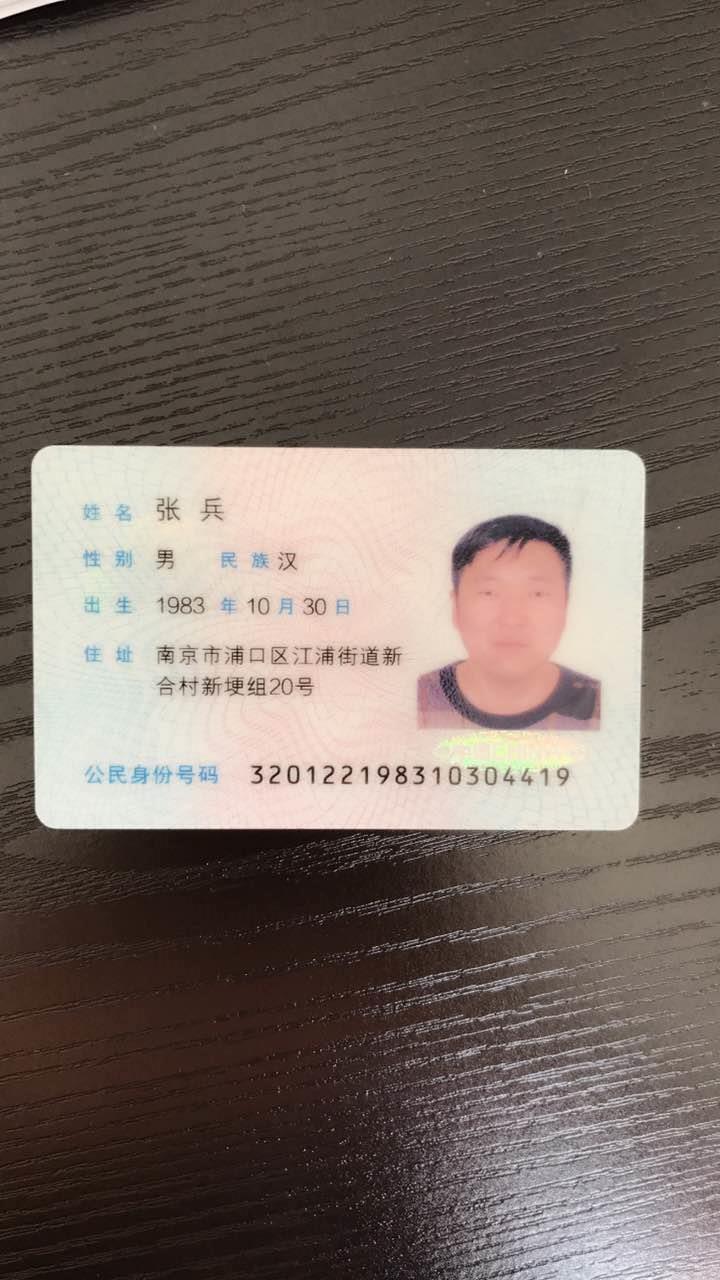 姓名 张兵
性别 男 民族 汉
出生 1983 年 10 月 30 日
住址 南京市浦口区江浦街道新
合村新埂组20号
公民身份号码 320122198310304419